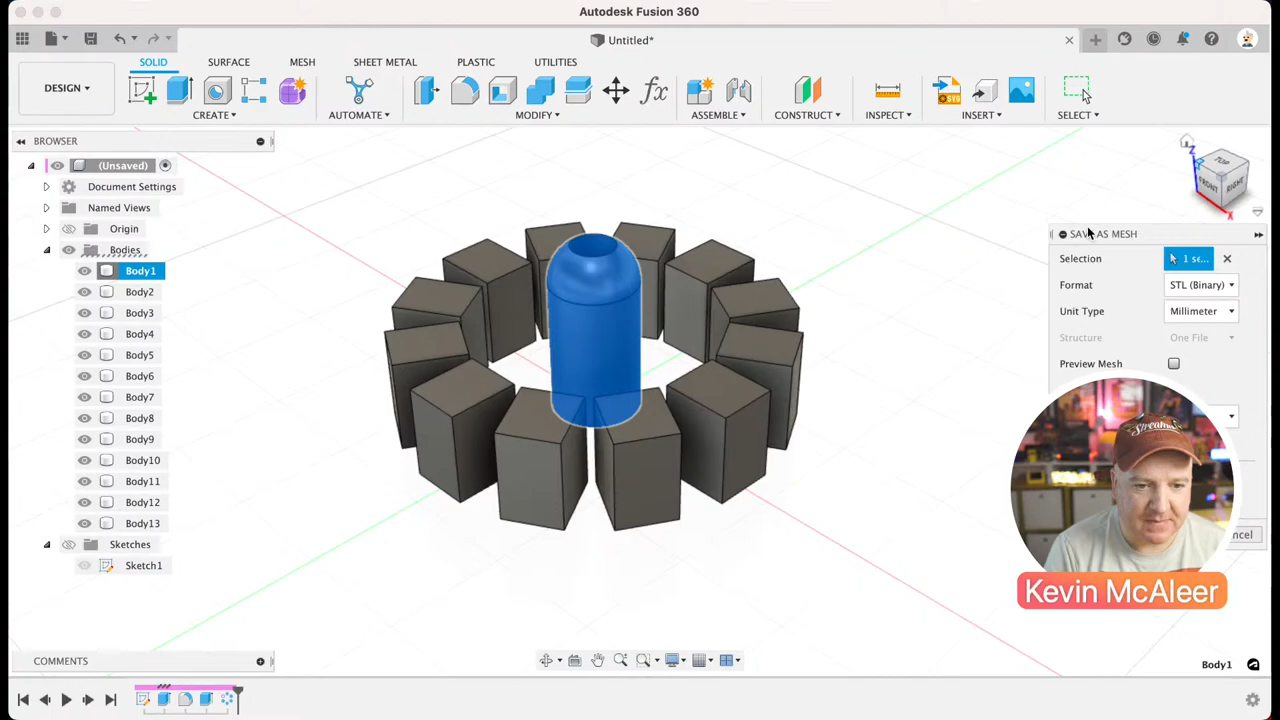 Autodesk Fusion 360
Untitled*
SOLID SURFACE MESH SHEET METAL PLASTIC UTILITIES
DESIGN
CREATE AUTOMATE MODIFY ASSEMBLE CONSTRUCT INSPECT INSERT SELECT
BROWSER
(Unsaved)
Document Settings
Named Views
Origin
Bodies
Body1
Body2
Body3
Body4
Body5
Body6
Body7
Body8
Body9
Body10
Body11
Body12
Body13
Sketches
Sketch1
COMMENTS
Z
TOP
FRONT
RIGHT
X
SAVE AS MESH
Selection 1 se...
Format STL (Binary)
Unit Type Millimeter
Structure One File
Preview Mesh
ncel
Kevin McAleer
Body1